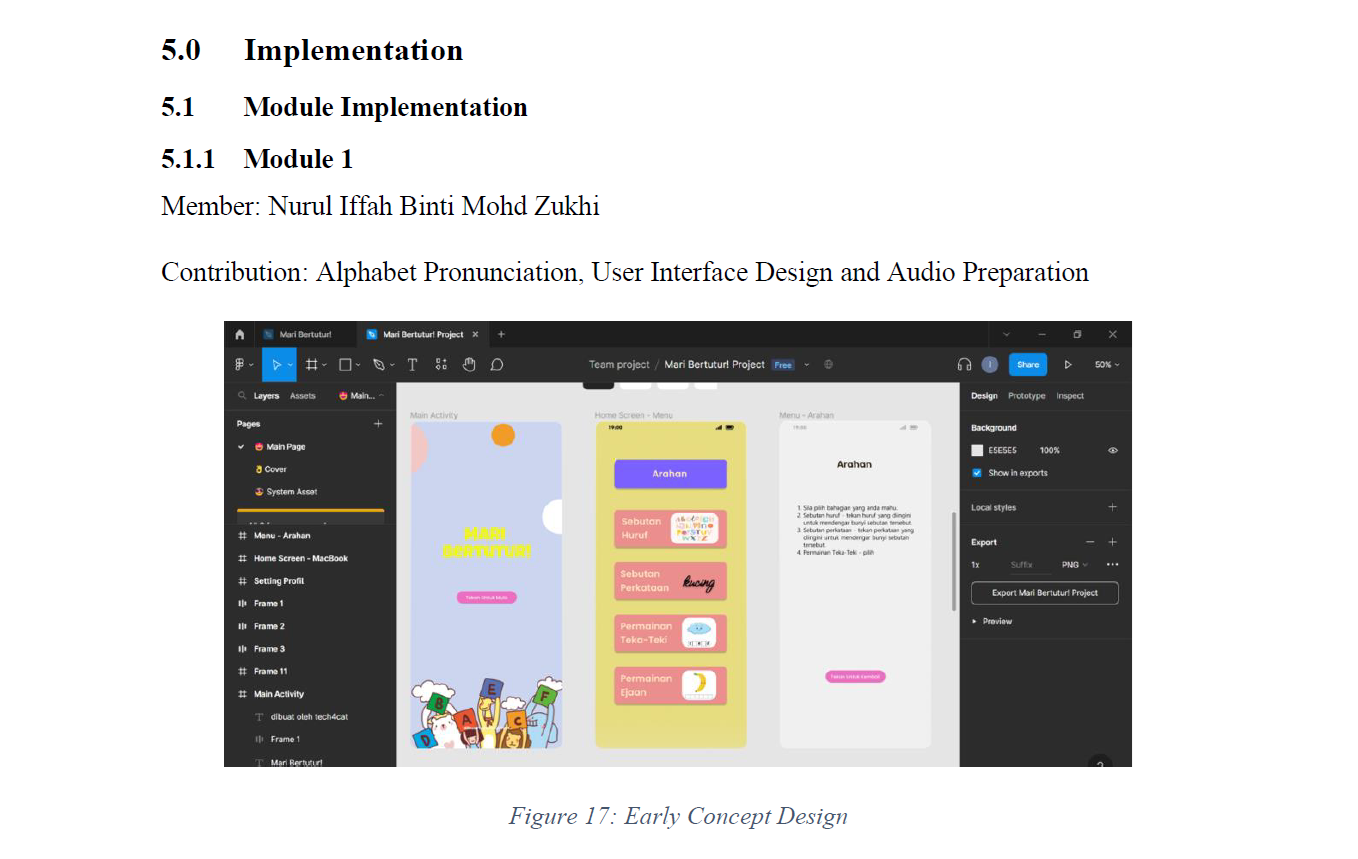 5.0 Implementation
5.1 Module Implementation
5.1.1 Module 1
Member: Nurul Iffah Binti Mohd Zukhi
Contribution: Alphabet Pronunciation, User Interface Design and Audio Preparation
Mari Bertutur!
Mari Bertutur! Project
Team project / Mari Bertutur! Project Free
Share
50%
Layers Assets
Main...
Pages
Main Page
Cover
System Asset
Menu - Arahan
Home Screen - MacBook
Setting Profil
Frame 1
Frame 2
Frame 3
Frame 11
Main Activity
dibuat oleh tech4cat
Frame 1
Mari Bertutur!
Main Activity
MARI
BERTUTUR!
Tekan Untuk Mula
B E F
D A C
Home Screen - Menu
19:00
Arahan
Sebutan
Huruf
Sebutan
Perkataan
kucing
Permainan
Teka-Teki
Permainan
Ejaan
Menu - Arahan
19:00
Arahan
1. Sila pilih bahagian yang anda mahu.
2. Sebutan huruf - tekan huruf yang diingini
untuk mendengar bunyi sebutan tersebut.
3. Sebutan perkataan - tekan perkataan yang
diingini untuk mendengar bunyi sebutan
tersebut.
4. Permainan Teka-Teki - pilih
Tekan Untuk Kembali
Design Prototype Inspect
Background
E5E5E5 100%
Show in exports
Local styles
Export
1x Suffix PNG
Export Mari Bertutur! Project
Preview
?
Figure 17: Early Concept Design